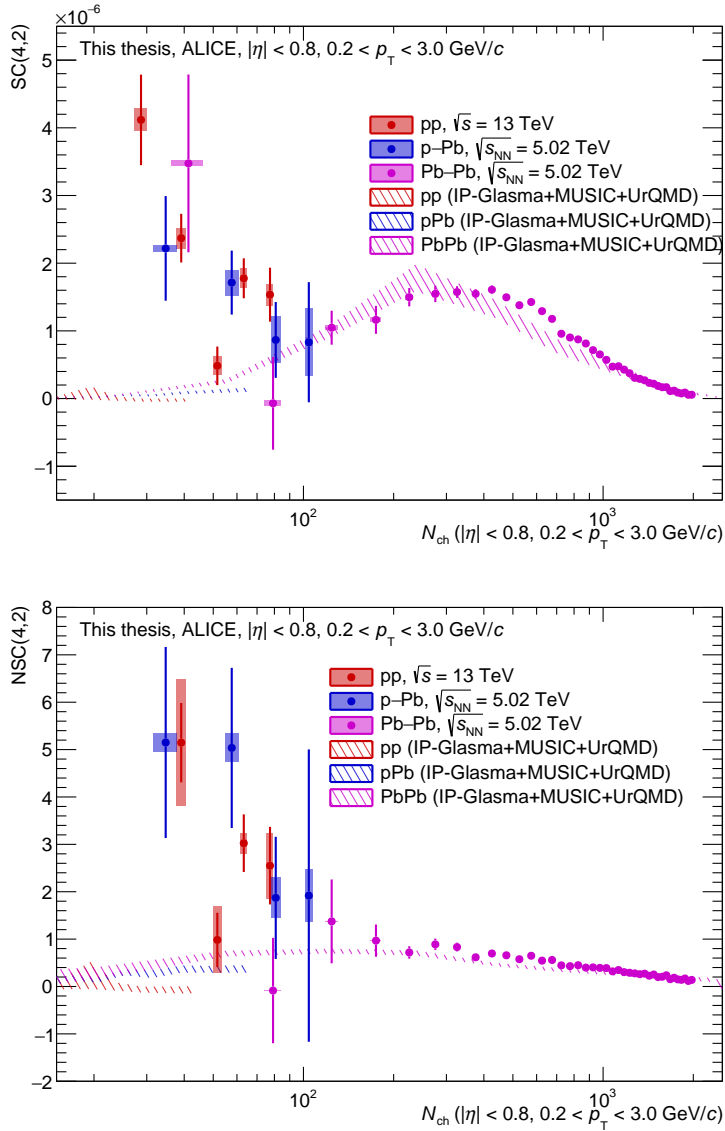 ×10⁻⁶
SC(4,2)
This thesis, ALICE, |η| < 0.8, 0.2 < p_T < 3.0 GeV/c
5
4
3
2
1
0
−1
pp, √s = 13 TeV
p–Pb, √s_NN = 5.02 TeV
Pb–Pb, √s_NN = 5.02 TeV
pp (IP-Glasma+MUSIC+UrQMD)
pPb (IP-Glasma+MUSIC+UrQMD)
PbPb (IP-Glasma+MUSIC+UrQMD)
10² 10³
N_ch (|η| < 0.8, 0.2 < p_T < 3.0 GeV/c)
NSC(4,2)
This thesis, ALICE, |η| < 0.8, 0.2 < p_T < 3.0 GeV/c
8
7
6
5
4
3
2
1
0
−1
−2
pp, √s = 13 TeV
p–Pb, √s_NN = 5.02 TeV
Pb–Pb, √s_NN = 5.02 TeV
pp (IP-Glasma+MUSIC+UrQMD)
pPb (IP-Glasma+MUSIC+UrQMD)
PbPb (IP-Glasma+MUSIC+UrQMD)
10² 10³
N_ch (|η| < 0.8, 0.2 < p_T < 3.0 GeV/c)